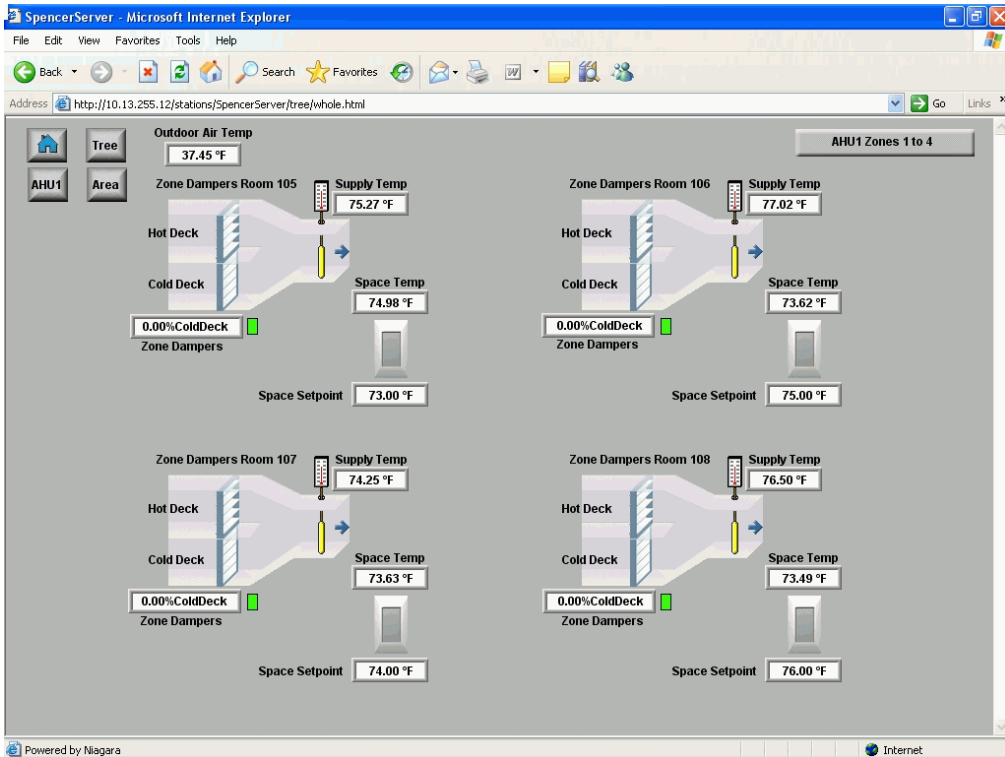 SpencerServer - Microsoft Internet Explorer
File Edit View Favorites Tools Help
Back Search Favorites
Address http://10.13.255.12/stations/SpencerServer/tree/whole.html Go Links »
Outdoor Air Temp
37.45 °F
Tree
AHU1 Zones 1 to 4
AHU1
Area
Zone Dampers Room 105
Supply Temp
75.27 °F
Hot Deck
Cold Deck
Space Temp
74.98 °F
0.00%ColdDeck
Zone Dampers
Space Setpoint 73.00 °F
Zone Dampers Room 106
Supply Temp
77.02 °F
Hot Deck
Cold Deck
Space Temp
73.62 °F
0.00%ColdDeck
Zone Dampers
Space Setpoint 75.00 °F
Zone Dampers Room 107
Supply Temp
74.25 °F
Hot Deck
Cold Deck
Space Temp
73.63 °F
0.00%ColdDeck
Zone Dampers
Space Setpoint 74.00 °F
Zone Dampers Room 108
Supply Temp
76.50 °F
Hot Deck
Cold Deck
Space Temp
73.49 °F
0.00%ColdDeck
Zone Dampers
Space Setpoint 76.00 °F
Powered by Niagara
Internet